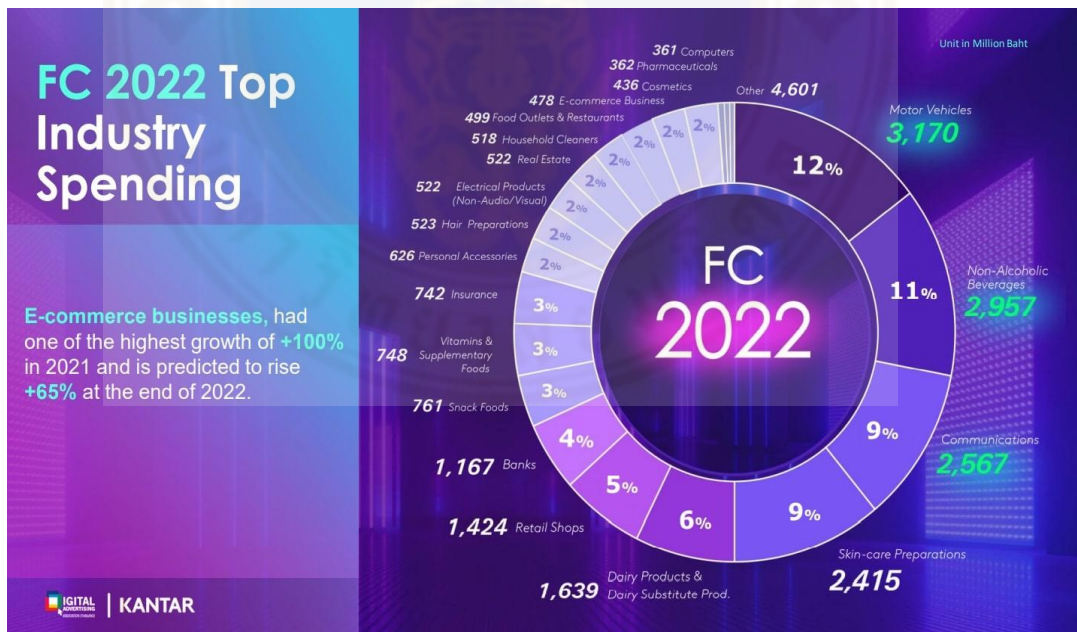 FC 2022 Top
Industry
Spending
E-commerce businesses, had
one of the highest growth of +100%
in 2021 and is predicted to rise
+65% at the end of 2022.
DIGITAL
ADVERTISING
KANTAR
Unit in Million Baht
361 Computers
362 Pharmaceuticals
436 Cosmetics
478 E-commerce Business
499 Food Outlets & Restaurants
518 Household Cleaners
522 Real Estate
522 Electrical Products
(Non-Audio/Visual)
523 Hair Preparations
626 Personal Accessories
742 Insurance
748 Vitamins &
Supplementary
Foods
761 Snack Foods
1,167 Banks
1,424 Retail Shops
1,639 Dairy Products &
Dairy Substitute Prod.
Skin-care Preparations
2,415
Communications
2,567
Non-Alcoholic
Beverages
2,957
Motor Vehicles
3,170
Other 4,601
12%
11%
9%
9%
6%
5%
4%
3%
3%
3%
2%
2%
2%
2%
2%
2%
2%
2%
FC
2022